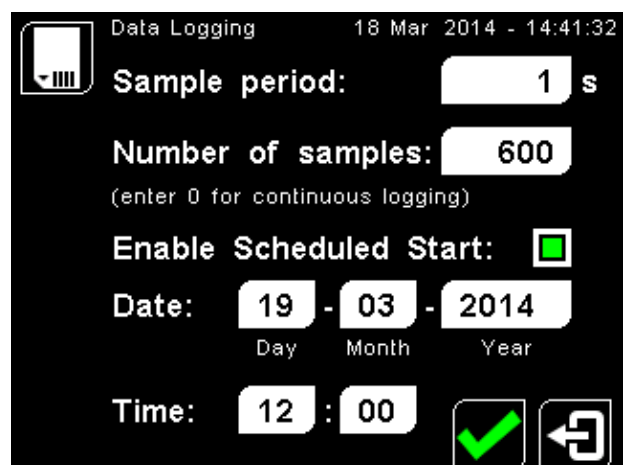 Data Logging 18 Mar 2014 - 14:41:32
Sample period: 1 s
Number of samples: 600
(enter 0 for continuous logging)
Enable Scheduled Start:
Date: 19 - 03 - 2014
Day Month Year
Time: 12 : 00